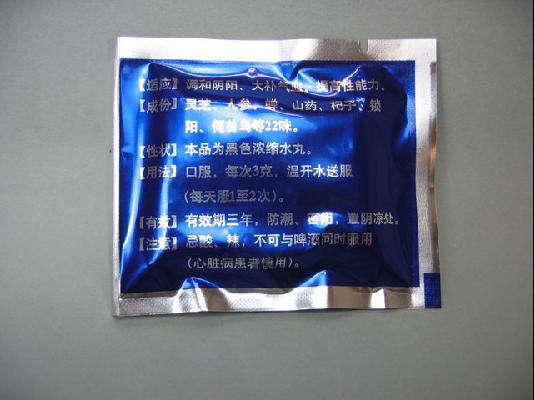 【适应】调和阴阳、大补气血、提高性能力。
【成份】灵芝、人参、蝉、山药、杞子、锁
阳、何首乌等22味。
【性状】本品为黑色浓缩水丸。
【用法】口服，每次3克，温开水送服
（每天服1至2次）。
【有效】有效期三年，防潮、密闭，置阴凉处。
【注意】忌酸、辣，不可与啤酒同时服用
（心脏病患者慎用）。